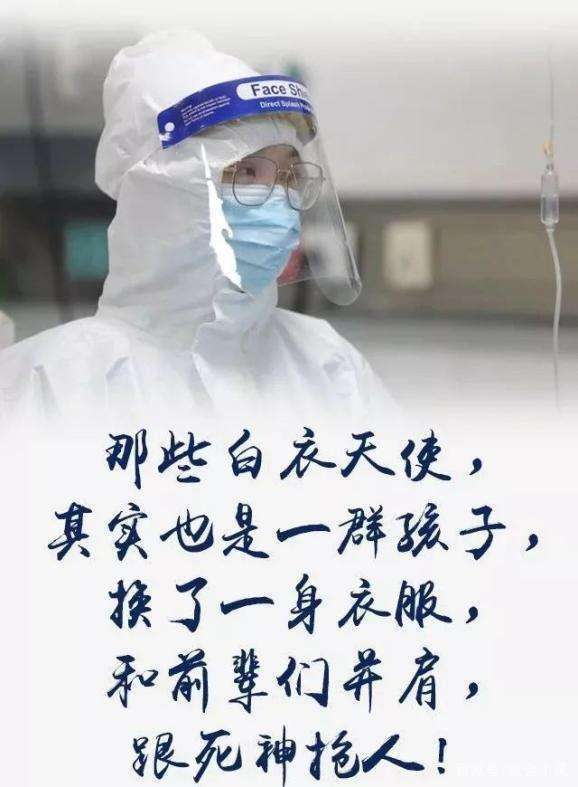 Face Shi
Direct Splash
那些白衣天使，
其实也是一群孩子，
换了一身衣服，
和前辈们并肩，
跟死神抢人！